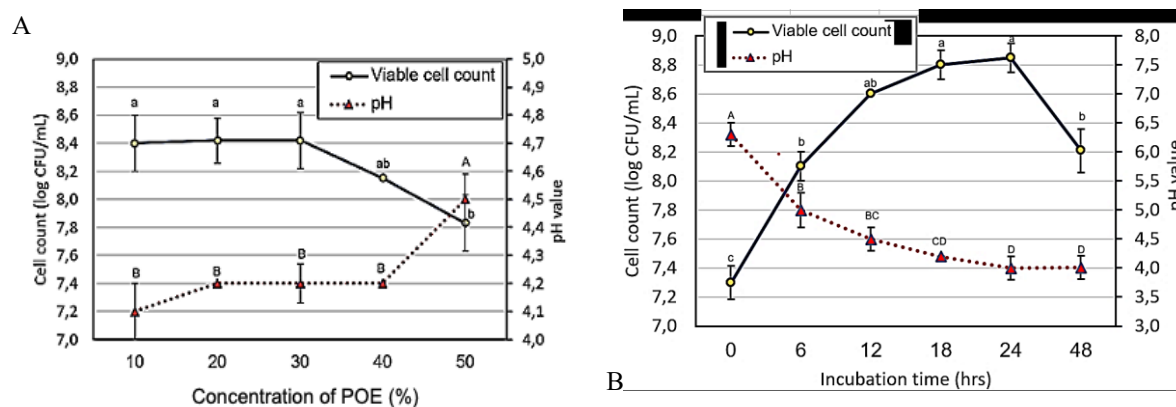 A
9,0
8,8
8,6
8,4
8,2
8,0
7,8
7,6
7,4
7,2
7,0
Cell count (log CFU/mL)
Viable cell count
pH
a a a ab b
B B B B A
5,0
4,9
4,8
4,7
4,6
4,5
4,4
4,3
4,2
4,1
4,0
pH value
10 20 30 40 50
Concentration of POE (%)
B
9,0
8,8
8,6
8,4
8,2
8,0
7,8
7,6
7,4
7,2
7,0
Cell count (log CFU/mL)
Viable cell count
pH
c b ab a a b
A B BC CD D D
8,0
7,5
7,0
6,5
6,0
5,5
5,0
4,5
4,0
3,5
3,0
pH value
0 6 12 18 24 48
Incubation time (hrs)